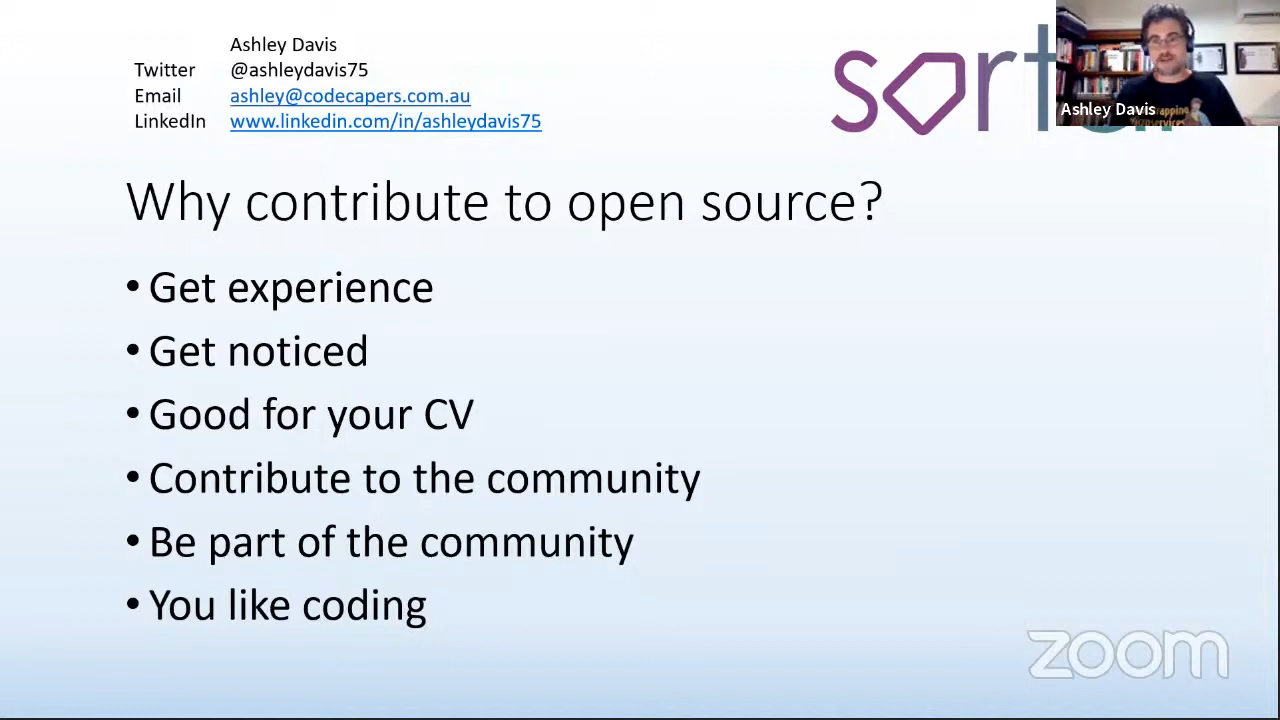 Ashley Davis
Twitter @ashleydavis75
Email ashley@codecapers.com.au
LinkedIn www.linkedin.com/in/ashleydavis75
Ashley Davis
Why contribute to open source?
• Get experience
• Get noticed
• Good for your CV
• Contribute to the community
• Be part of the community
• You like coding
zoom